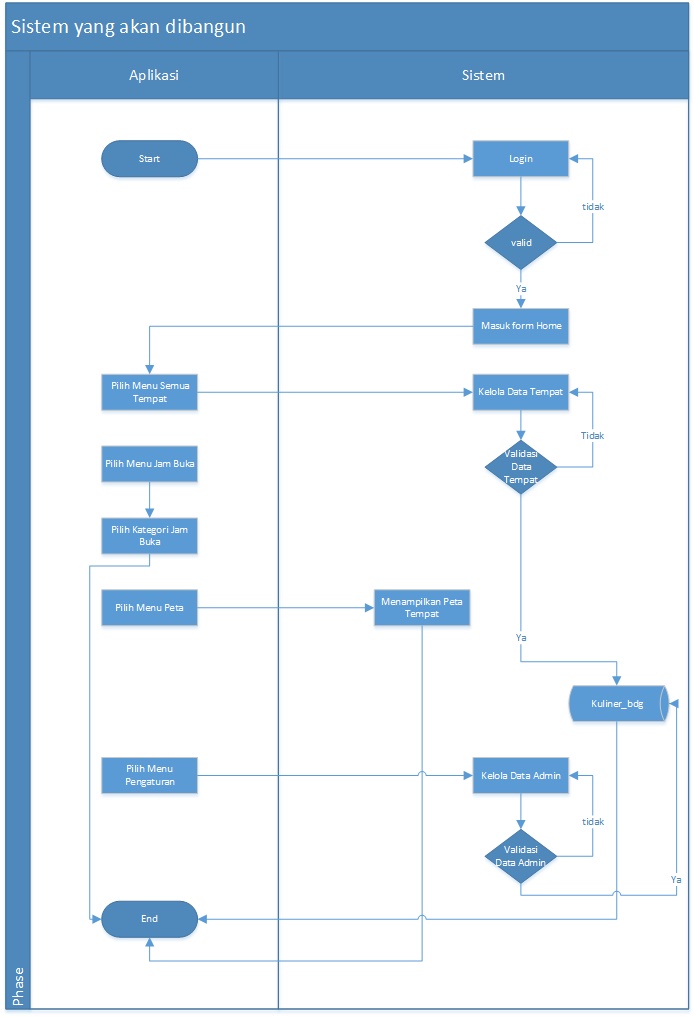 Sistem yang akan dibangun
Aplikasi
Sistem
Start
Login
tidak
valid
Ya
Masuk form Home
Pilih Menu Semua
Tempat
Kelola Data Tempat
Tidak
Validasi
Data
Tempat
Pilih Menu Jam Buka
Pilih Kategori Jam
Buka
Pilih Menu Peta
Menampilkan Peta
Tempat
Ya
Kuliner_bdg
Pilih Menu
Pengaturan
Kelola Data Admin
tidak
Validasi
Data Admin
Ya
End
Phase